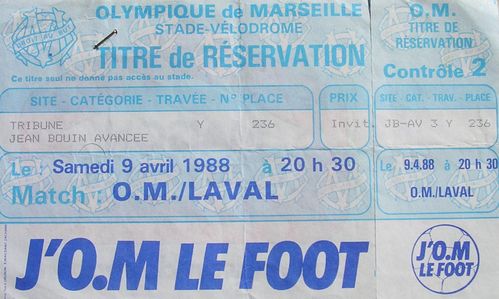 OLYMPIQUE de MARSEILLE
STADE-VÉLODROME
TITRE de RÉSERVATION
Ce titre seul ne donne pas accès au stade.
SITE - CATÉGORIE - TRAVÉE - N° PLACE
PRIX
TRIBUNE Y 236 Invit.
JEAN BOUIN AVANCEE
Le : Samedi 9 avril 1988 à 20 h 30
Match : O.M./LAVAL
J'O.M LE FOOT
O.M.
TITRE de
RÉSERVATION
Contrôle 2
SITE - CAT. - TRAV. - PLACE
JB-AV 3 Y 236
Le : 9.4.88 à 20 h 30
O.M./LAVAL
J'O.M
LE FOOT